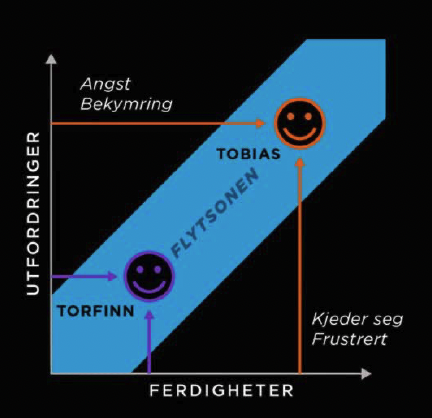 Angst
Bekymring
UTFORDRINGER
TOBIAS
FLYTSONEN
TORFINN
Kjeder seg
Frustrert
FERDIGHETER